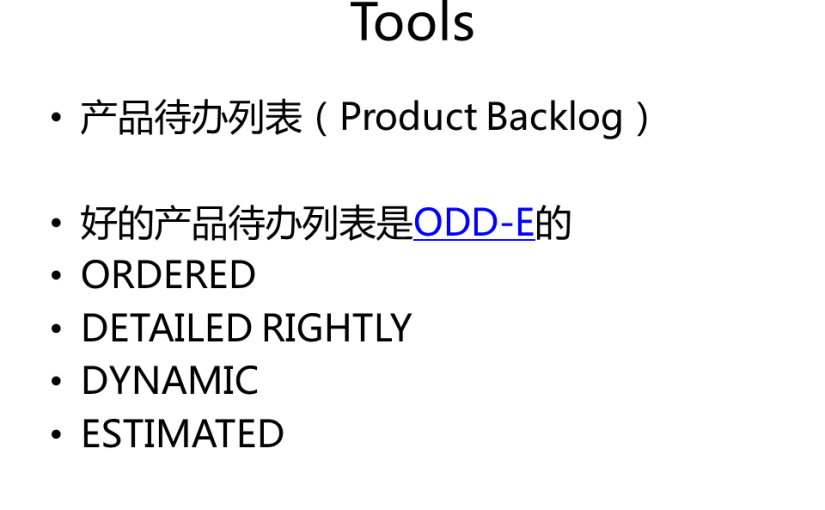 Tools
• 产品待办列表（Product Backlog）
• 好的产品待办列表是ODD-E的
• ORDERED
• DETAILED RIGHTLY
• DYNAMIC
• ESTIMATED